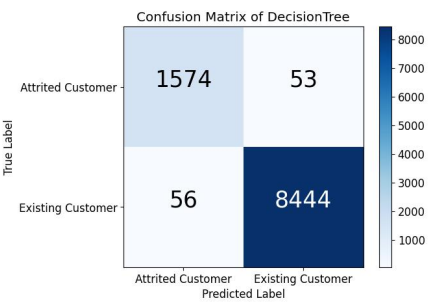 Confusion Matrix of DecisionTree
True Label
Attrited Customer
1574 53
Existing Customer
56 8444
Attrited Customer Existing Customer
Predicted Label
8000
7000
6000
5000
4000
3000
2000
1000